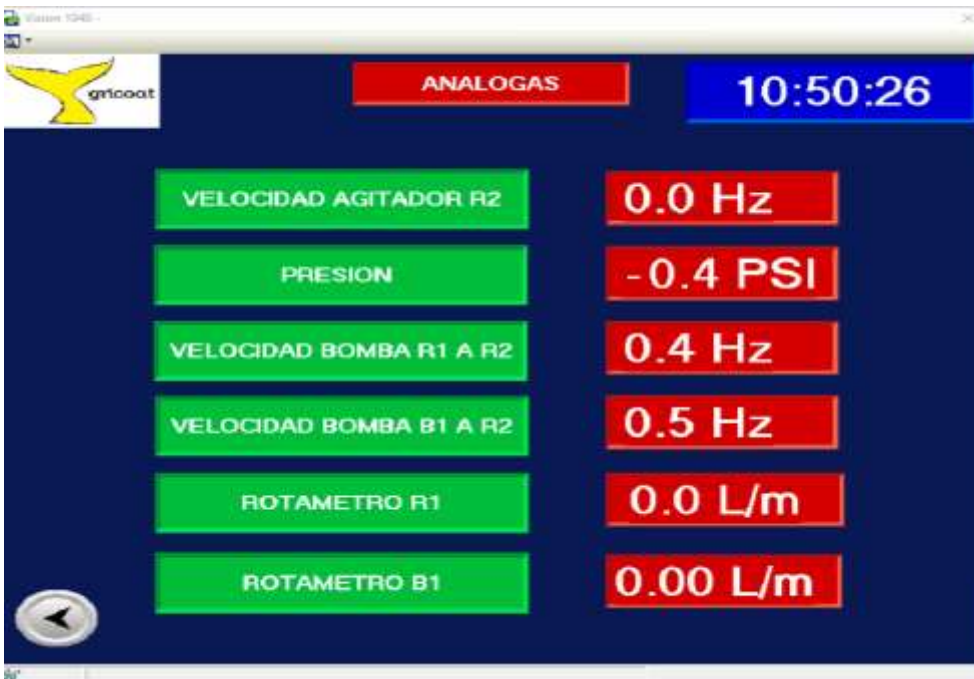 gricoat
ANALOGAS
10:50:26
VELOCIDAD AGITADOR R2
0.0 Hz
PRESION
-0.4 PSI
VELOCIDAD BOMBA R1 A R2
0.4 Hz
VELOCIDAD BOMBA B1 A R2
0.5 Hz
ROTAMETRO R1
0.0 L/m
ROTAMETRO B1
0.00 L/m